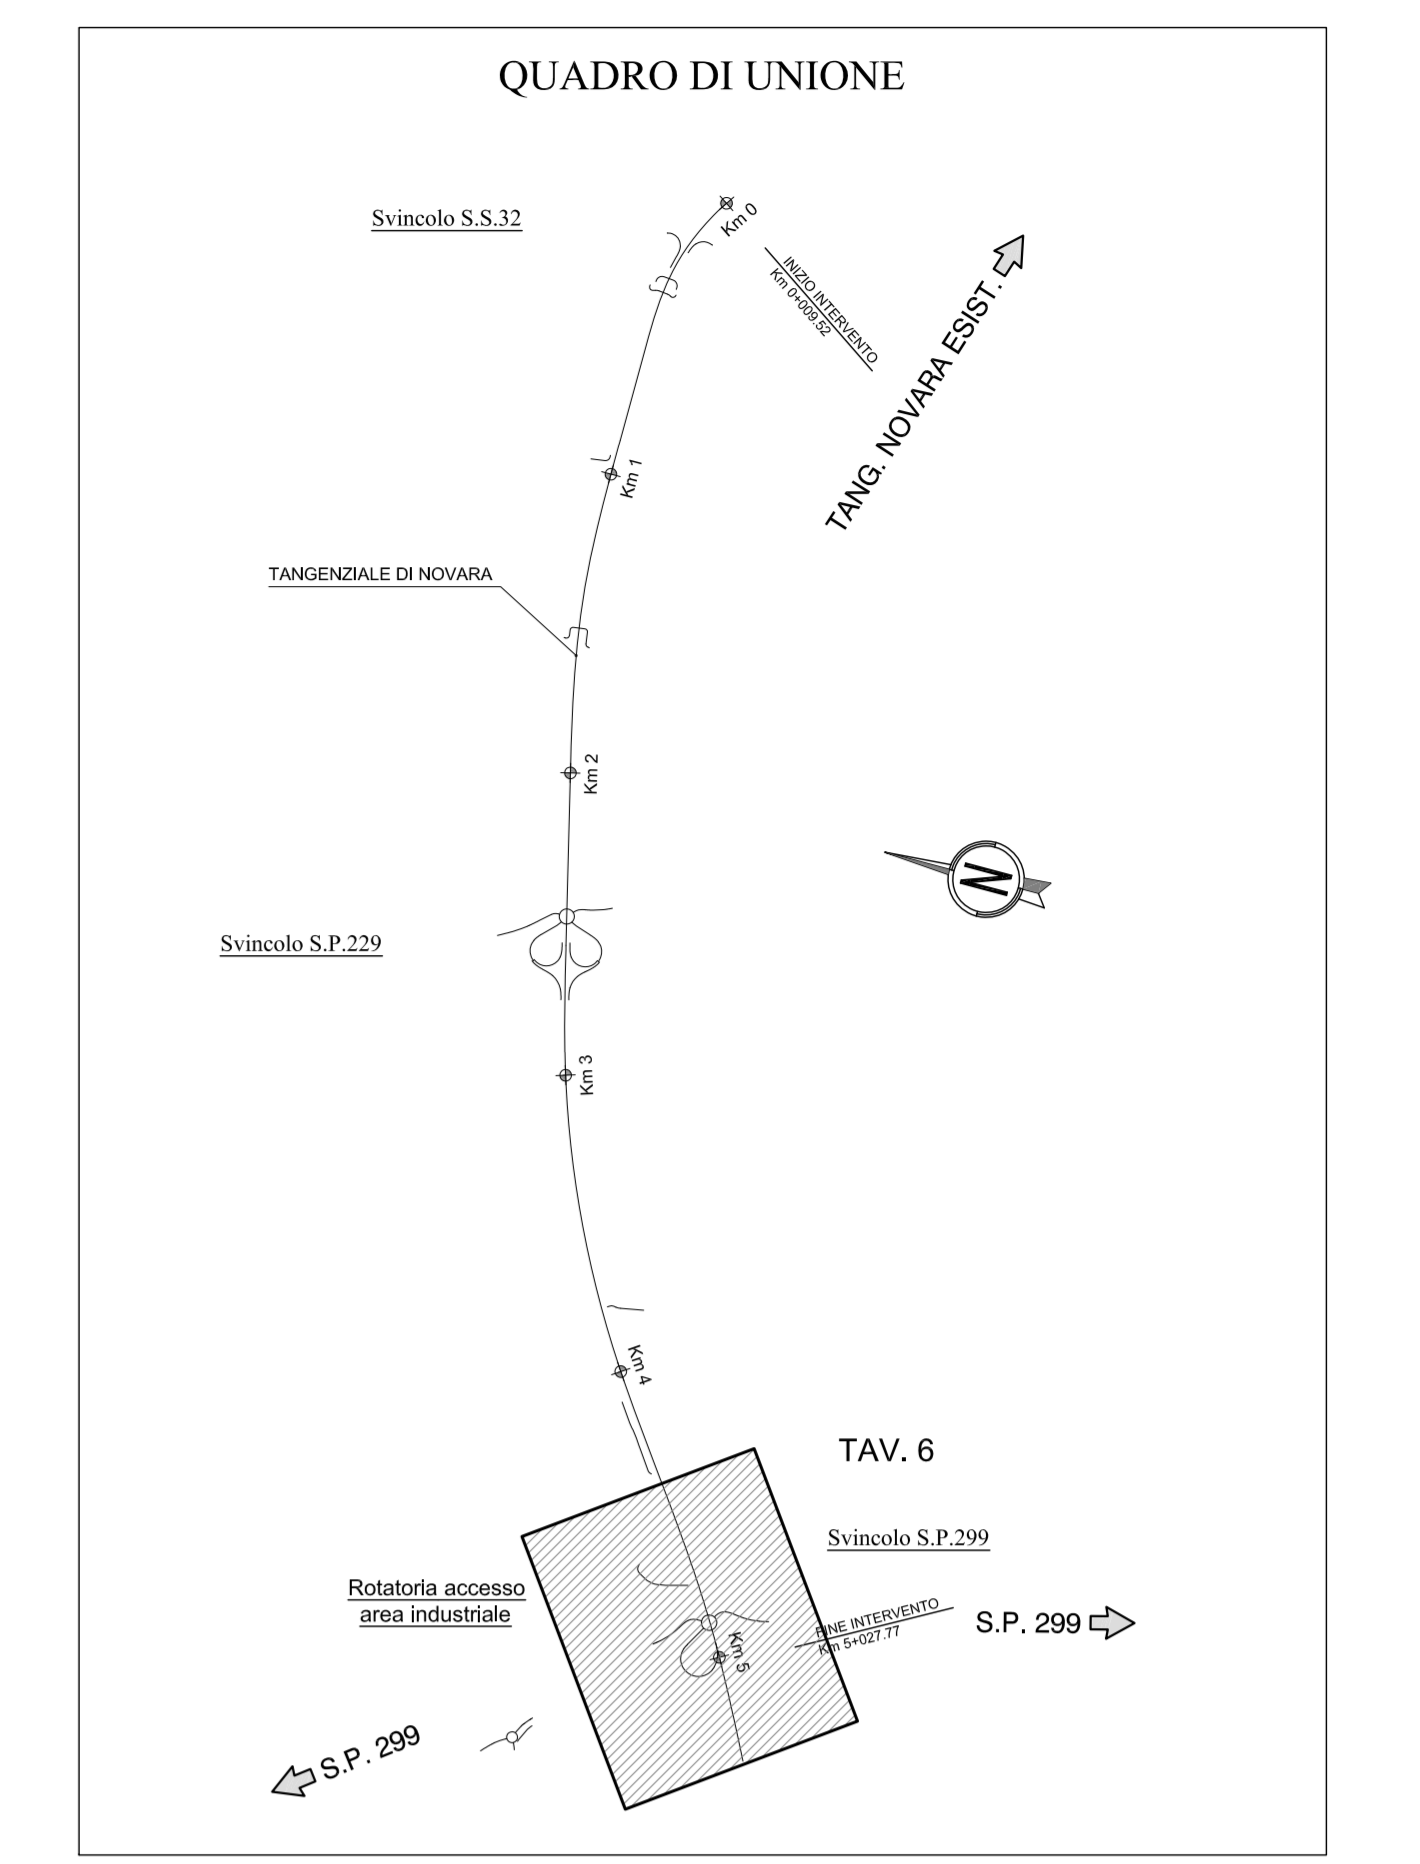 QUADRO DI UNIONE
Svincolo S.S.32
Km 0
INIZIO INTERVENTO
Km 0+009.52
TANG. NOVARA ESIST.
Km 1
TANGENZIALE DI NOVARA
Km 2
N
Svincolo S.P.229
Km 3
Km 4
TAV. 6
Svincolo S.P.299
Rotatoria accesso
area industriale
FINE INTERVENTO
Km 5+027.77
S.P. 299
Km 5
S.P. 299